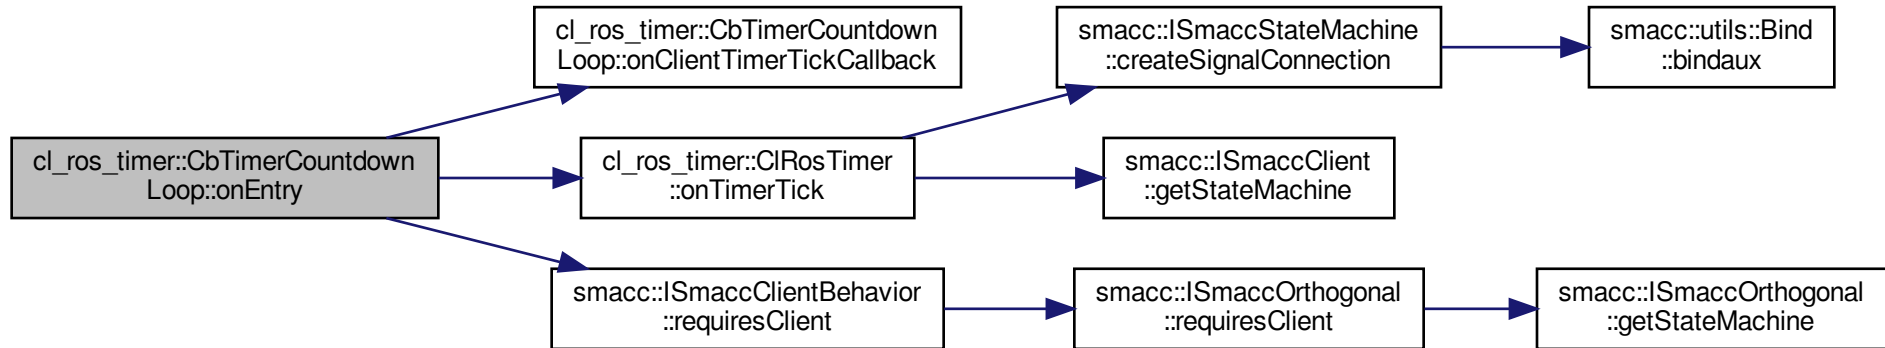 cl_ros_timer::CbTimerCountdown
Loop::onClientTimerTickCallback
smacc::ISmaccStateMachine
::createSignalConnection
smacc::utils::Bind
::bindaux
cl_ros_timer::CbTimerCountdown
Loop::onEntry
cl_ros_timer::ClRosTimer
::onTimerTick
smacc::ISmaccClient
::getStateMachine
smacc::ISmaccClientBehavior
::requiresClient
smacc::ISmaccOrthogonal
::requiresClient
smacc::ISmaccOrthogonal
::getStateMachine